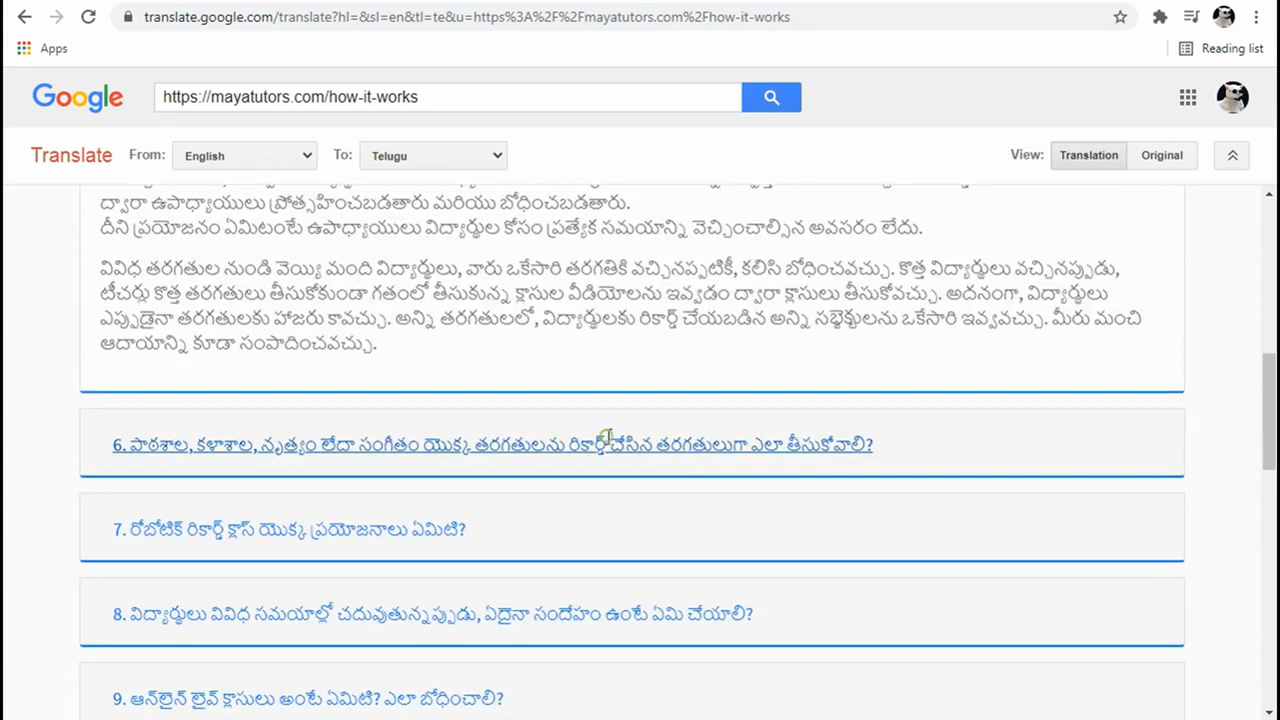 translate.google.com/translate?hl=&sl=en&tl=te&u=https%3A%2F%2Fmayatutors.com%2Fhow-it-works
Apps
Reading list
Google
https://mayatutors.com/how-it-works
Translate
From: English
To: Telugu
View: Translation Original
ద్వారా ఉపాధ్యాయులు ప్రోత్సహించబడతారు మరియు బోధించబడతారు.
దీని ప్రయోజనం ఏమిటంటే ఉపాధ్యాయులు విద్యార్థుల కోసం ప్రత్యేక సమయాన్ని వెచ్చించాల్సిన అవసరం లేదు.
వివిధ తరగతుల నుండి వెయ్యి మంది విద్యార్థులు, వారు ఒకేసారి తరగతికి వచ్చినప్పటికీ, కలిసి బోధించవచ్చు. కొత్త విద్యార్థులు వచ్చినప్పుడు,
టీచర్లు కొత్త తరగతులు తీసుకోకుండా గతంలో తీసుకున్న క్లాసుల వీడియోలను ఇవ్వడం ద్వారా క్లాసులు తీసుకోవచ్చు. అదనంగా, విద్యార్థులు
ఎప్పుడైనా తరగతులకు హాజరు కావచ్చు. అన్ని తరగతులలో, విద్యార్థులకు రికార్డ్ చేయబడిన అన్ని సబ్జెక్టులను ఒకేసారి ఇవ్వవచ్చు. మీరు మంచి
ఆదాయాన్ని కూడా సంపాదించవచ్చు.
6. పాఠశాల, కళాశాల, నృత్యం లేదా సంగీతం యొక్క తరగతులను రికార్డ్ చేసిన తరగతులుగా ఎలా తీసుకోవాలి?
7. రోబోటిక్ రికార్డ్ క్లాస్ యొక్క ప్రయోజనాలు ఏమిటి?
8. విద్యార్థులు వివిధ సమయాల్లో చదువుతున్నప్పుడు, ఏదైనా సందేహం ఉంటే ఏమి చేయాలి?
9. ఆన్‌లైన్ లైవ్ క్లాసులు అంటే ఏమిటి? ఎలా బోధించాలి?